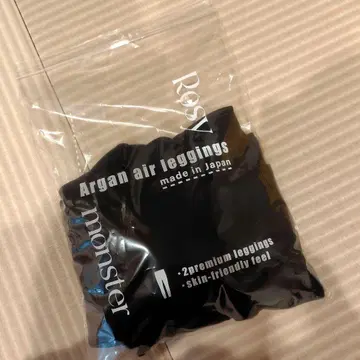 Rosy
Argan air leggings
made in Japan
monster
·2premium leggings
·skin-friendly feel